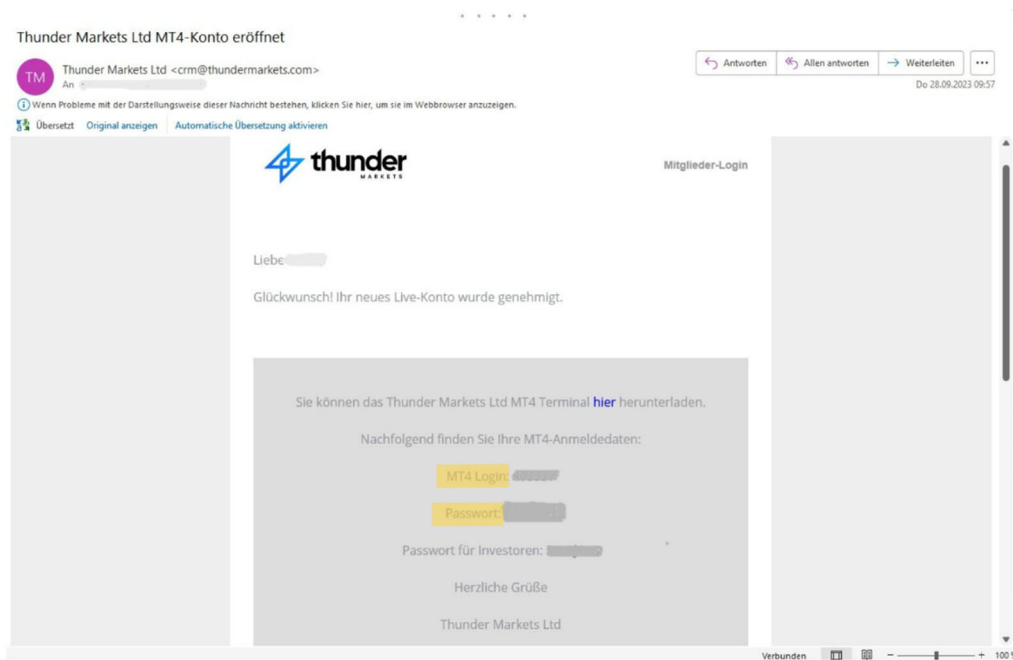 Thunder Markets Ltd MT4-Konto eröffnet
TM
Thunder Markets Ltd <crm@thundermarkets.com>
An
Antworten
Allen antworten
Weiterleiten
Do 28.09.2023 09:57
Wenn Probleme mit der Darstellungsweise dieser Nachricht bestehen, klicken Sie hier, um sie im Webbrowser anzuzeigen.
Übersetzt Original anzeigen Automatische Übersetzung aktivieren
thunder
MARKETS
Mitglieder-Login
Liebe
Glückwunsch! Ihr neues Live-Konto wurde genehmigt.
Sie können das Thunder Markets Ltd MT4 Terminal hier herunterladen.
Nachfolgend finden Sie Ihre MT4-Anmeldedaten:
MT4 Login:
Passwort:
Passwort für Investoren:
Herzliche Grüße
Thunder Markets Ltd
Verbunden
100